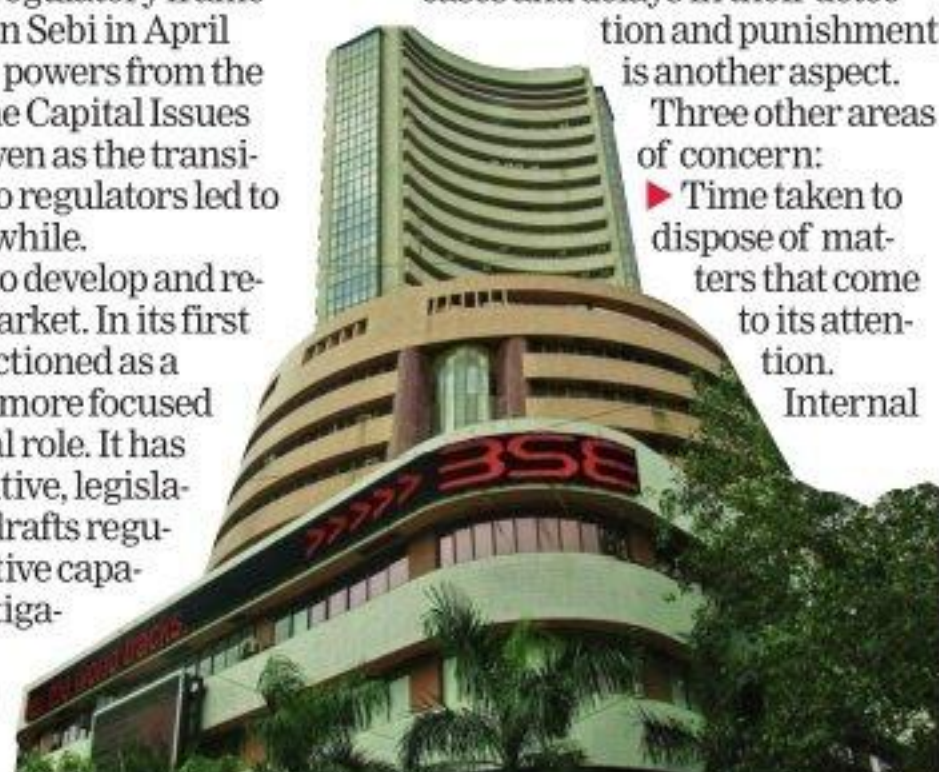 n Sebi in April
powers from the
e Capital Issues
ven as the transi-
o regulators led to
while.
o develop and re-
arket. In its first
ctioned as a
more focused
l role. It has
tive, legisla-
drafts regu-
tive capa-
tiga-
tion and punishment
is another aspect.
Three other areas
of concern:
▶ Time taken to
dispose of mat-
ters that come
to its atten-
tion.
Internal
>>>>> BSE